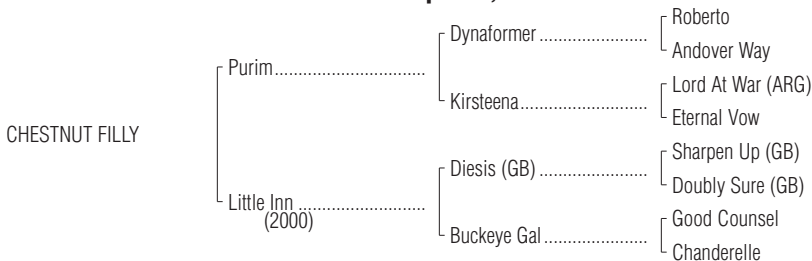 Roberto
Dynaformer
Andover Way
Purim
Lord At War (ARG)
Kirsteena
Eternal Vow
CHESTNUT FILLY
Sharpen Up (GB)
Diesis (GB)
Doubly Sure (GB)
Little Inn
(2000)
Good Counsel
Buckeye Gal
Chanderelle